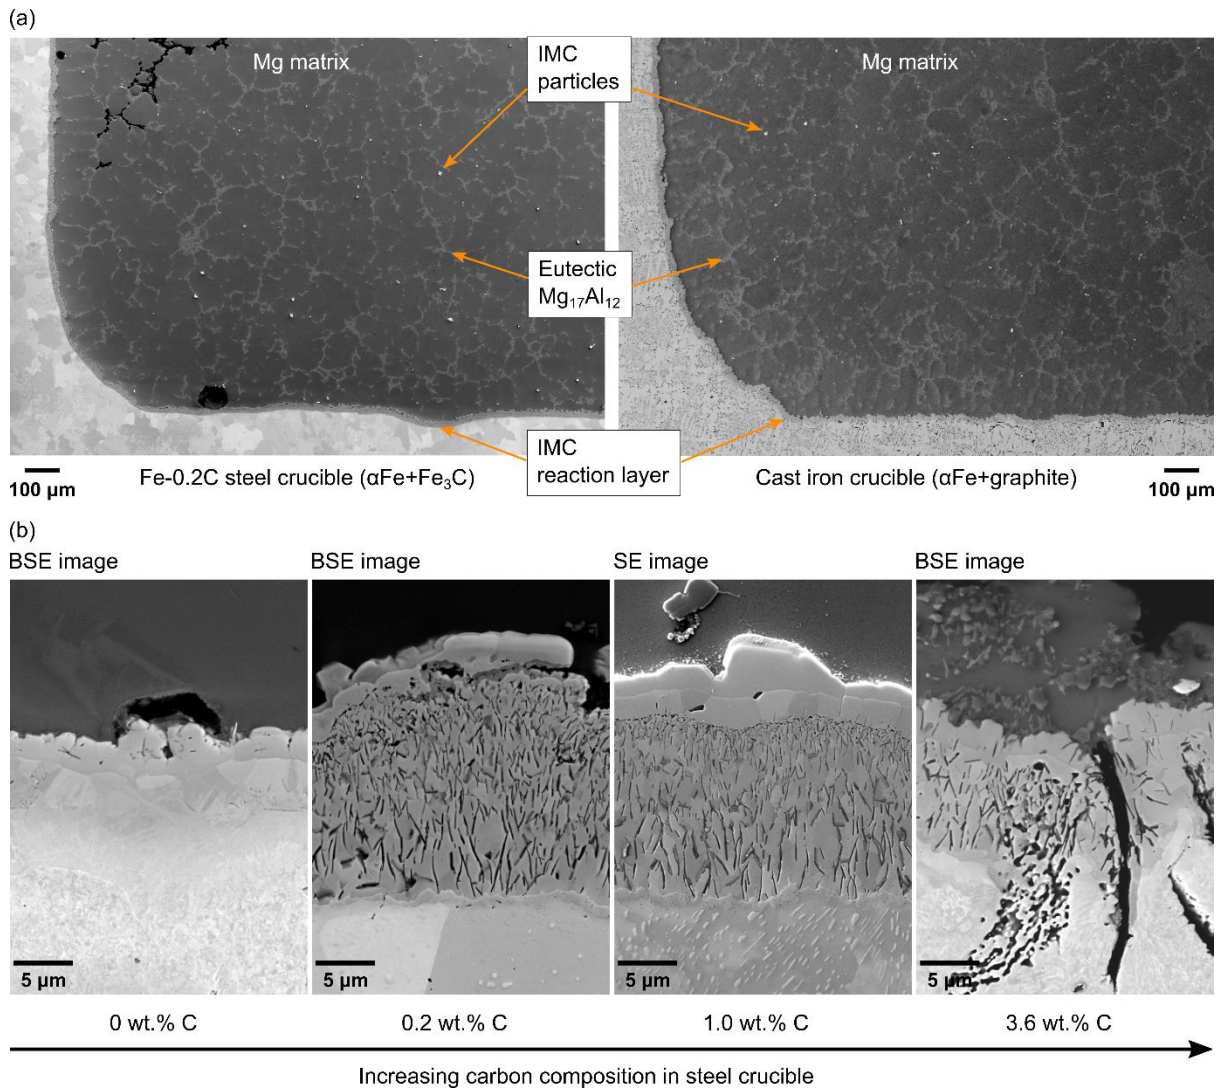 (a)
Mg matrix
IMC
particles
Mg matrix
Eutectic
Mg₁₇Al₁₂
IMC
reaction layer
100 µm
Fe-0.2C steel crucible (αFe+Fe₃C)
Cast iron crucible (αFe+graphite)
100 µm
(b)
BSE image
BSE image
SE image
BSE image
5 µm
5 µm
5 µm
5 µm
0 wt.% C
0.2 wt.% C
1.0 wt.% C
3.6 wt.% C
Increasing carbon composition in steel crucible